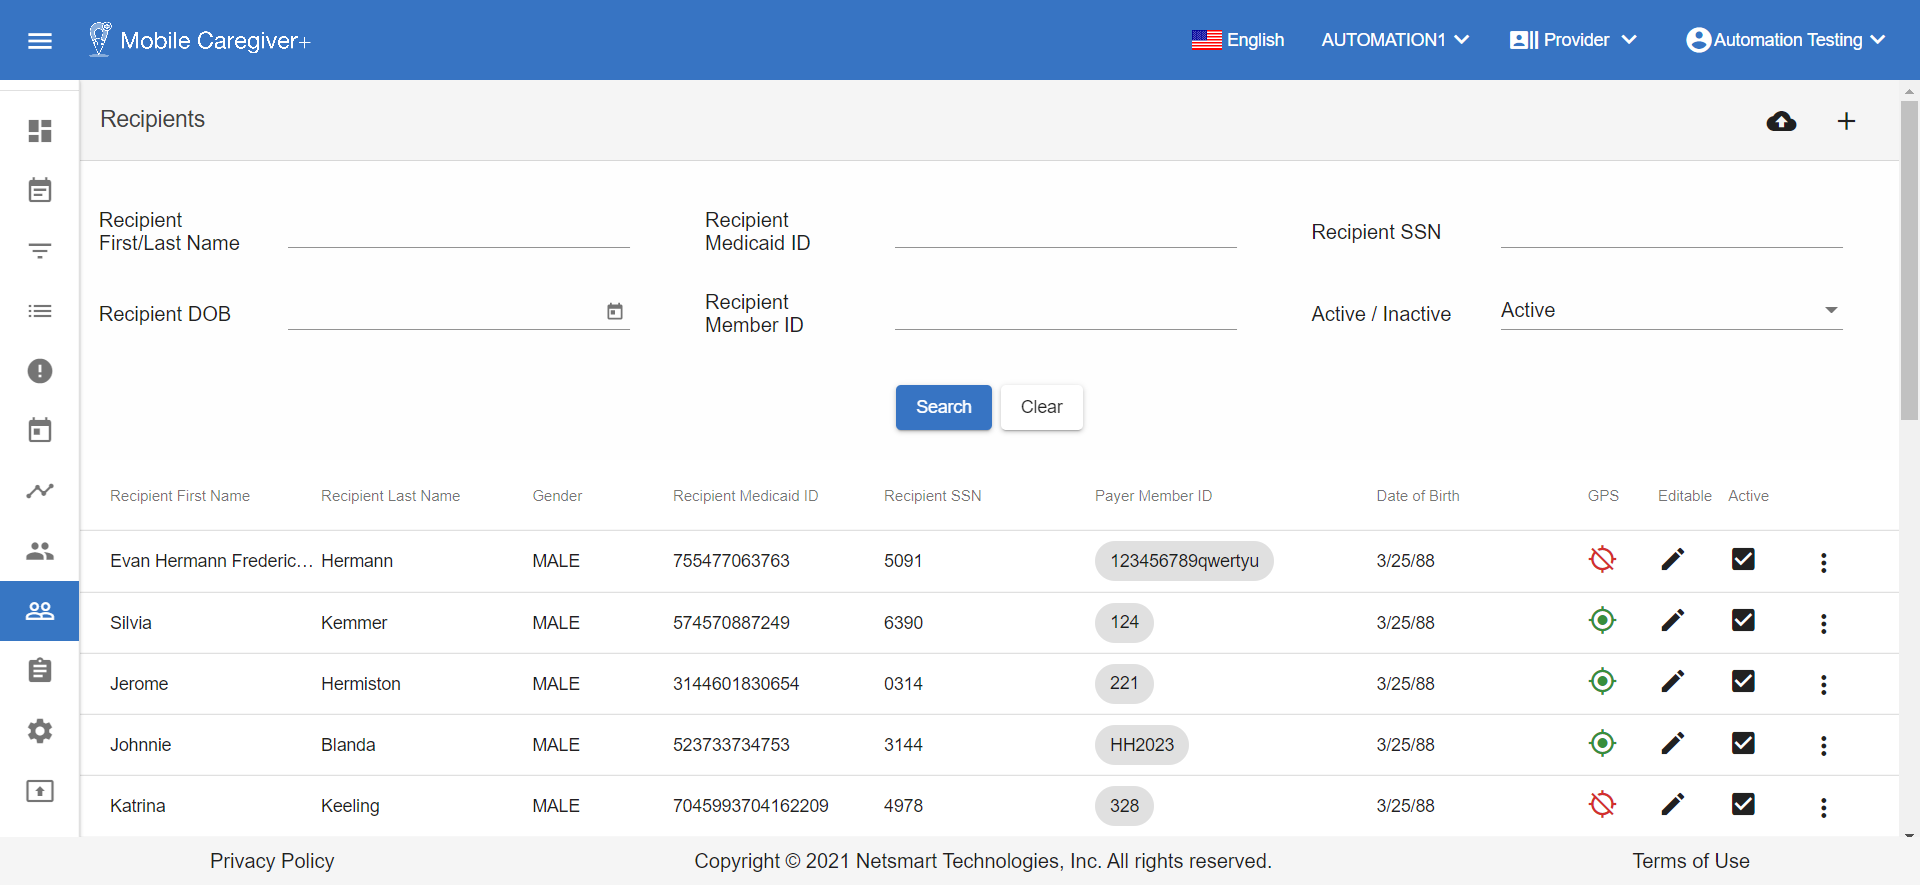 Mobile Caregiver+
English
AUTOMATION1
Provider
Automation Testing
Recipients
Recipient First/Last Name
Recipient Medicaid ID
Recipient SSN
Recipient DOB
Recipient Member ID
Active / Inactive
Active
Search
Clear
Recipient First Name Recipient Last Name Gender Recipient Medicaid ID Recipient SSN Payer Member ID Date of Birth GPS Editable Active
Evan Hermann Frederic… Hermann MALE 755477063763 5091 123456789qwertyu 3/25/88
Silvia Kemmer MALE 574570887249 6390 124 3/25/88
Jerome Hermiston MALE 3144601830654 0314 221 3/25/88
Johnnie Blanda MALE 523733734753 3144 HH2023 3/25/88
Katrina Keeling MALE 7045993704162209 4978 328 3/25/88
Privacy Policy
Copyright © 2021 Netsmart Technologies, Inc. All rights reserved.
Terms of Use